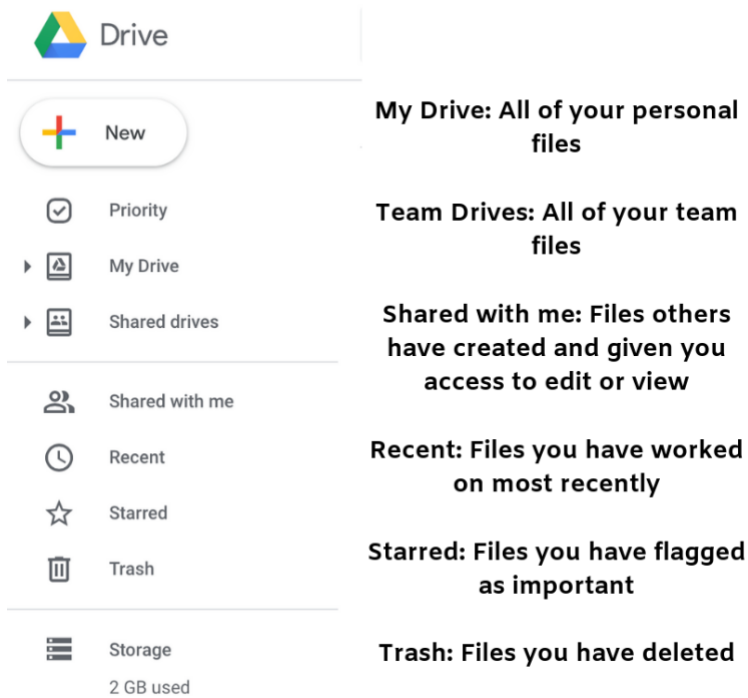 Drive
New
Priority
My Drive
Shared drives
Shared with me
Recent
Starred
Trash
Storage
2 GB used
My Drive: All of your personal
files
Team Drives: All of your team
files
Shared with me: Files others
have created and given you
access to edit or view
Recent: Files you have worked
on most recently
Starred: Files you have flagged
as important
Trash: Files you have deleted